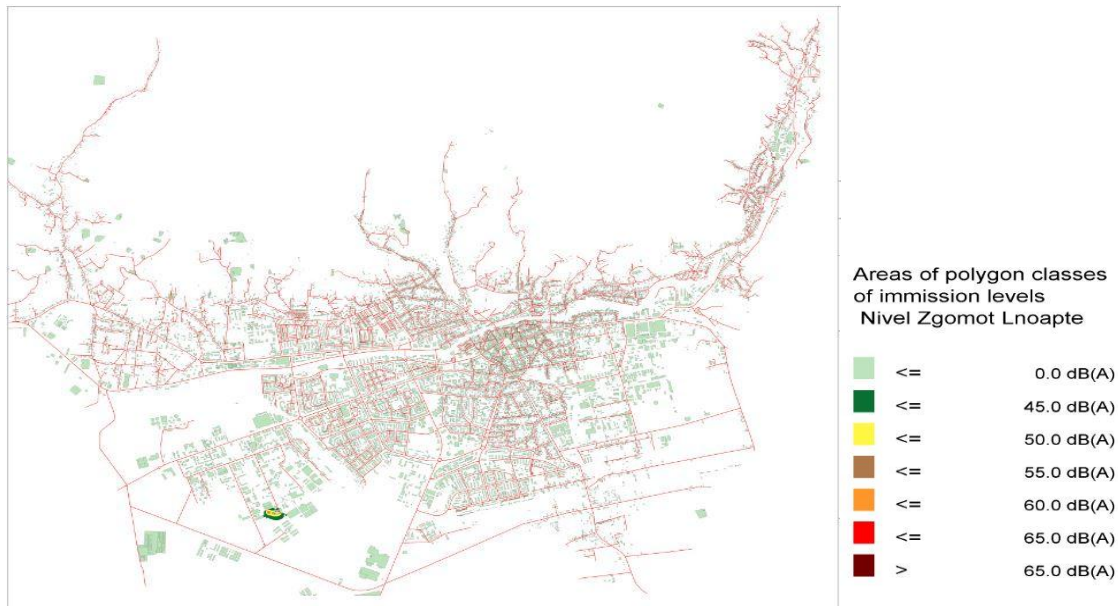 Areas of polygon classes
of immission levels
Nivel Zgomot Lnoapte
<= 0.0 dB(A)
<= 45.0 dB(A)
<= 50.0 dB(A)
<= 55.0 dB(A)
<= 60.0 dB(A)
<= 65.0 dB(A)
> 65.0 dB(A)